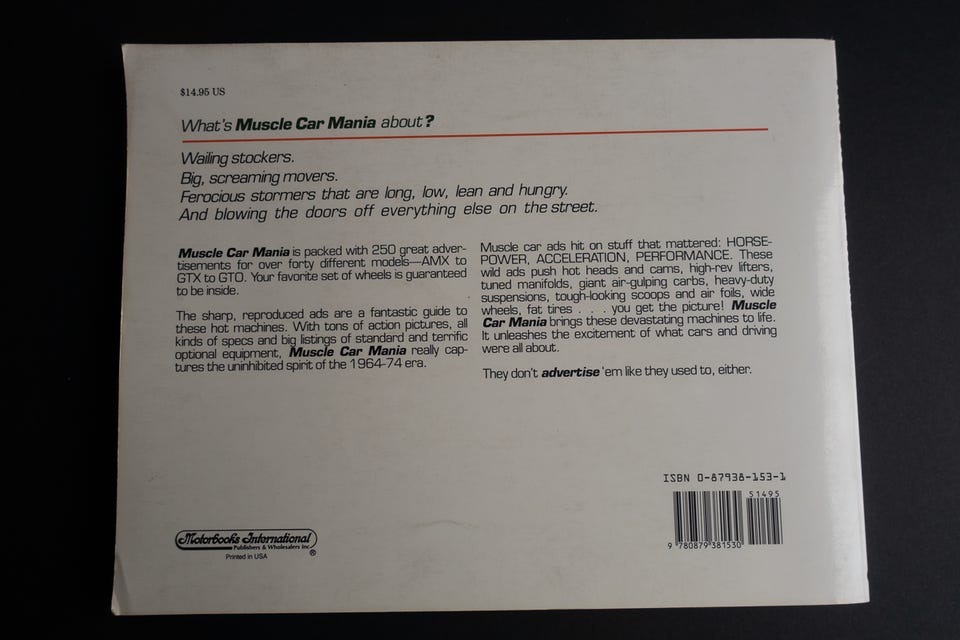 $14.95 US
What's Muscle Car Mania about?
Wailing stockers.
Big, screaming movers.
Ferocious stormers that are long, low, lean and hungry.
And blowing the doors off everything else on the street.
Muscle Car Mania is packed with 250 great adver-
tisements for over forty different models—AMX to
GTX to GTO. Your favorite set of wheels is guaranteed
to be inside.
The sharp, reproduced ads are a fantastic guide to
these hot machines. With tons of action pictures, all
kinds of specs and big listings of standard and terrific
optional equipment, Muscle Car Mania really cap-
tures the uninhibited spirit of the 1964-74 era.
Muscle car ads hit on stuff that mattered: HORSE-
POWER, ACCELERATION, PERFORMANCE. These
wild ads push hot heads and cams, high-rev lifters,
tuned manifolds, giant air-gulping carbs, heavy-duty
suspensions, tough-looking scoops and air foils, wide
wheels, fat tires . . . you get the picture! Muscle
Car Mania brings these devastating machines to life.
It unleashes the excitement of what cars and driving
were all about.
They don't advertise 'em like they used to, either.
ISBN 0-87938-153-1
51495
9 780879 381530
Motorbooks International
Publishers & Wholesalers Inc.
®
Printed in USA